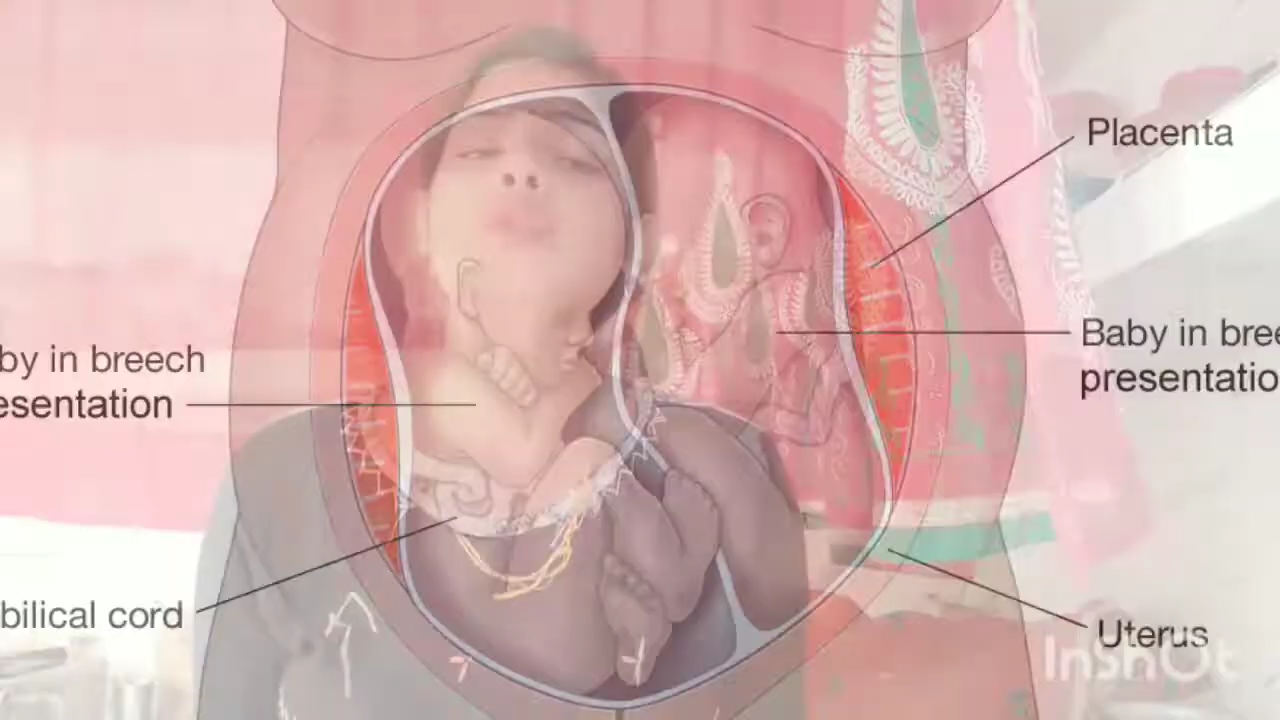 Placenta
by in breech
esentation
Baby in bree
presentatio
bilical cord
Uterus
InShOt